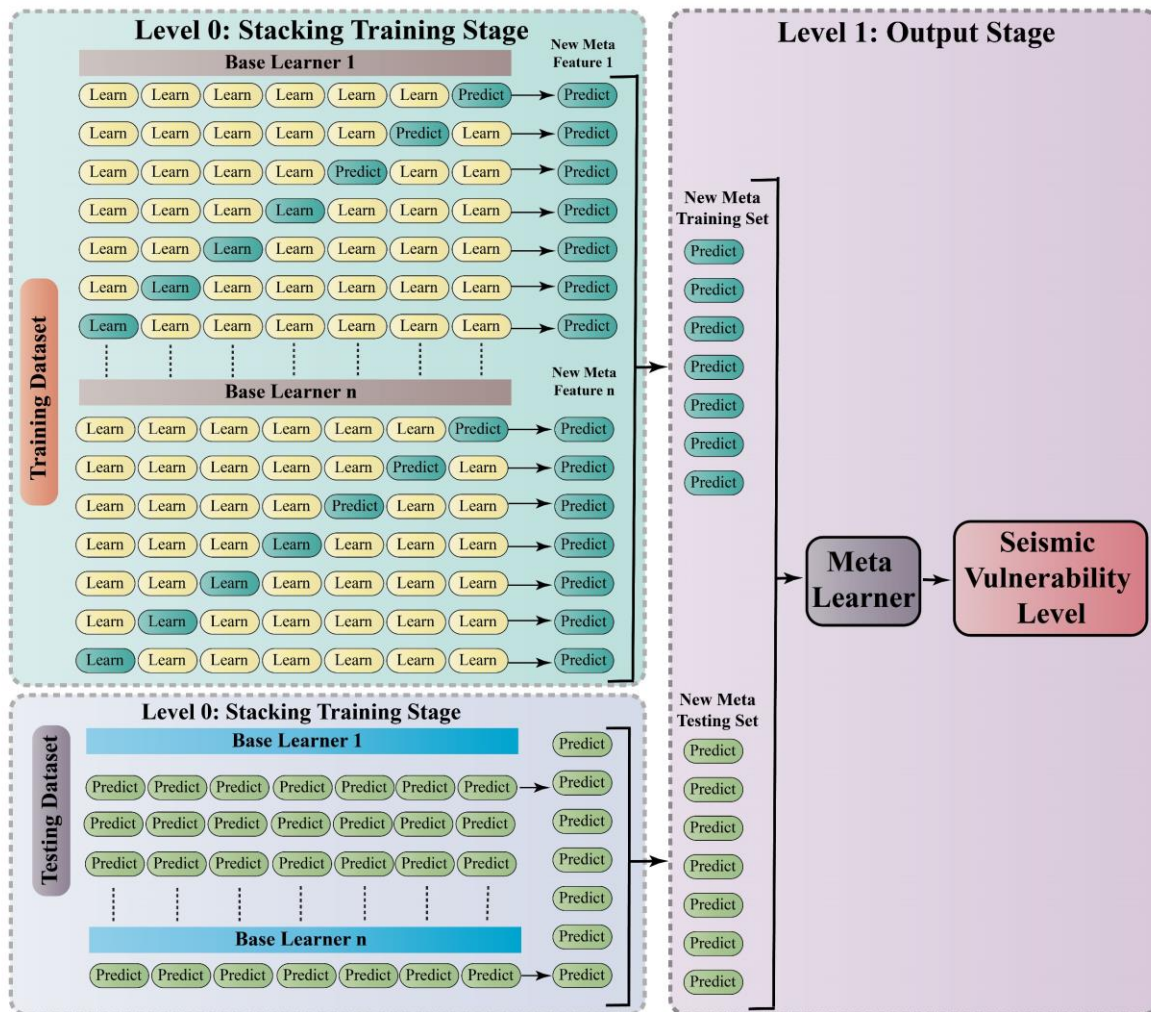 Level 0: Stacking Training Stage
Base Learner 1
New Meta
Feature 1
Learn Learn Learn Learn Learn Learn Predict Predict
Learn Learn Learn Learn Learn Predict Learn Predict
Learn Learn Learn Learn Predict Learn Learn Predict
Learn Learn Learn Learn Learn Learn Learn Predict
Learn Learn Learn Learn Learn Learn Learn Predict
Learn Learn Learn Learn Learn Learn Learn Predict
Learn Learn Learn Learn Learn Learn Learn Predict
Training Dataset
Base Learner n
New Meta
Feature n
Learn Learn Learn Learn Learn Learn Predict Predict
Learn Learn Learn Learn Learn Predict Learn Predict
Learn Learn Learn Learn Predict Learn Learn Predict
Learn Learn Learn Learn Learn Learn Learn Predict
Learn Learn Learn Learn Learn Learn Learn Predict
Learn Learn Learn Learn Learn Learn Learn Predict
Learn Learn Learn Learn Learn Learn Learn Predict
Level 0: Stacking Training Stage
Testing Dataset
Base Learner 1
Predict
Predict Predict Predict Predict Predict Predict Predict Predict
Predict Predict Predict Predict Predict Predict Predict Predict
Predict Predict Predict Predict Predict Predict Predict Predict
Predict
Base Learner n
Predict
Predict Predict Predict Predict Predict Predict Predict Predict
Level 1: Output Stage
New Meta
Training Set
Predict
Predict
Predict
Predict
Predict
Predict
Predict
Meta
Learner
Seismic
Vulnerability
Level
New Meta
Testing Set
Predict
Predict
Predict
Predict
Predict
Predict
Predict